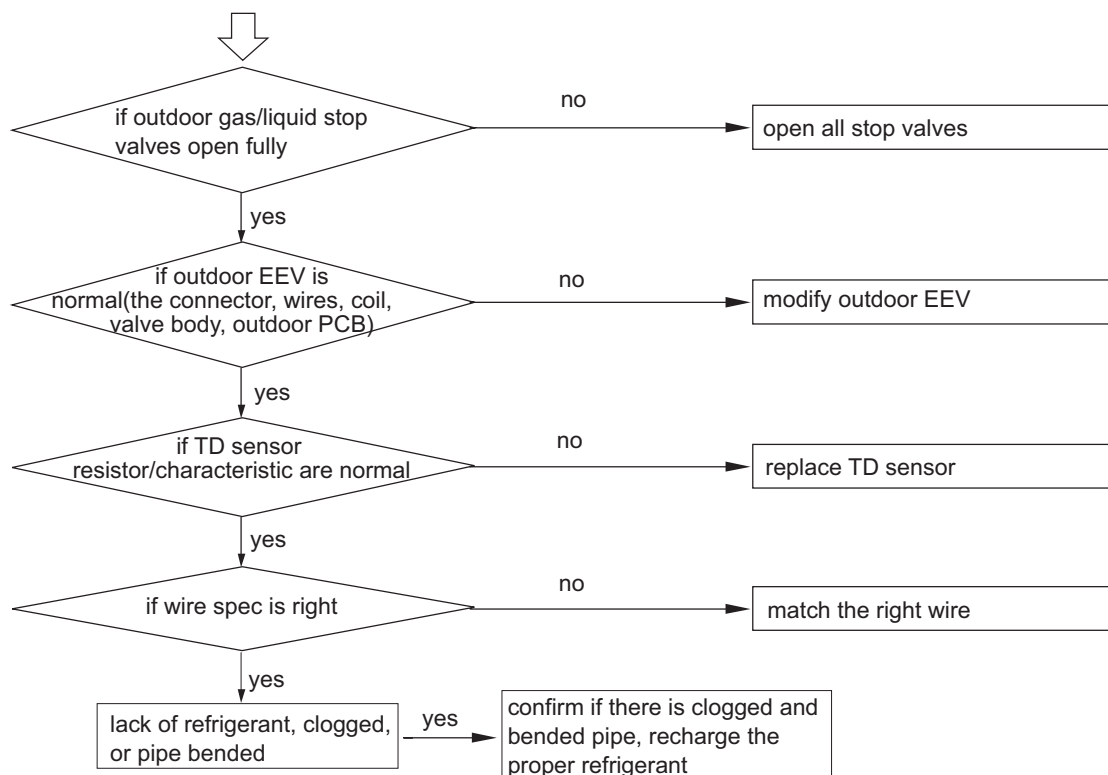 if outdoor gas/liquid stop
valves open fully
no
open all stop valves
yes
if outdoor EEV is
normal(the connector, wires, coil,
valve body, outdoor PCB)
no
modify outdoor EEV
yes
if TD sensor
resistor/characteristic are normal
no
replace TD sensor
yes
if wire spec is right
no
match the right wire
yes
lack of refrigerant, clogged,
or pipe bended
yes
confirm if there is clogged and
bended pipe, recharge the
proper refrigerant